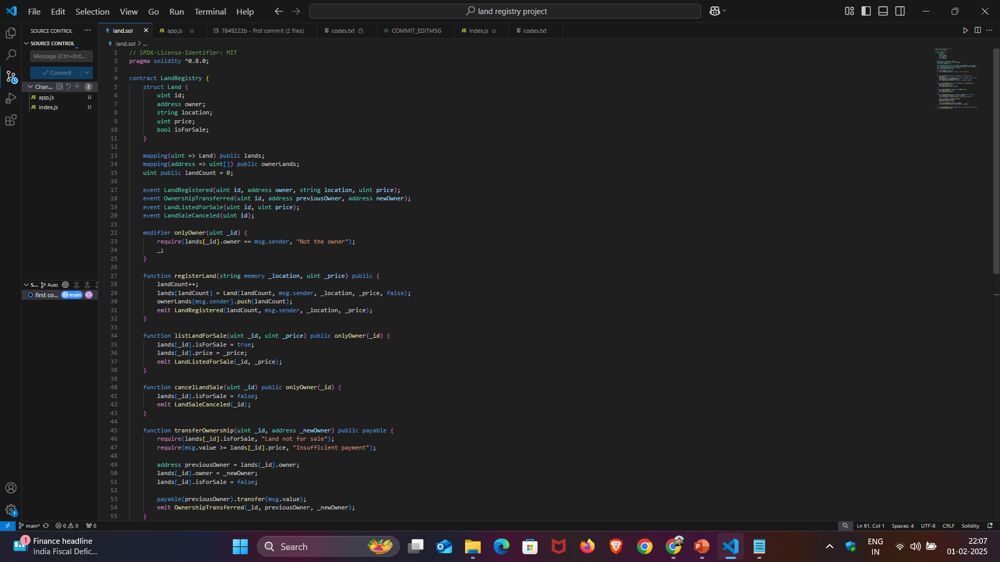 File Edit Selection View Go Run Terminal Help
land registry project
SOURCE CONTROL
land.sol
JS app.js U
7849222b - first commit (2 files)
codes.txt
COMMIT_EDITMSG
JS index.js U
codes.txt
SOURCE CONTROL
Message (Ctrl+Ent...
Commit
Chan... 2
JS app.js U
JS index.js U
S... Auto
first co... main
land.sol > ...
1 // SPDX-License-Identifier: MIT
2 pragma solidity ^0.8.0;
3
4 contract LandRegistry {
5 struct Land {
6 uint id;
7 address owner;
8 string location;
9 uint price;
10 bool isForSale;
11 }
12
13 mapping(uint => Land) public lands;
14 mapping(address => uint[]) public ownerLands;
15 uint public landCount = 0;
16
17 event LandRegistered(uint id, address owner, string location, uint price);
18 event OwnershipTransferred(uint id, address previousOwner, address newOwner);
19 event LandListedForSale(uint id, uint price);
20 event LandSaleCanceled(uint id);
21
22 modifier onlyOwner(uint _id) {
23 require(lands[_id].owner == msg.sender, "Not the owner");
24 _;
25 }
26
27 function registerLand(string memory _location, uint _price) public {
28 landCount++;
29 lands[landCount] = Land(landCount, msg.sender, _location, _price, false);
30 ownerLands[msg.sender].push(landCount);
31 emit LandRegistered(landCount, msg.sender, _location, _price);
32 }
33
34 function listLandForSale(uint _id, uint _price) public onlyOwner(_id) {
35 lands[_id].isForSale = true;
36 lands[_id].price = _price;
37 emit LandListedForSale(_id, _price);
38 }
39
40 function cancelLandSale(uint _id) public onlyOwner(_id) {
41 lands[_id].isForSale = false;
42 emit LandSaleCanceled(_id);
43 }
44
45 function transferOwnership(uint _id, address _newOwner) public payable {
46 require(lands[_id].isForSale, "Land not for sale");
47 require(msg.value >= lands[_id].price, "Insufficient payment");
48
49 address previousOwner = lands[_id].owner;
50 lands[_id].owner = _newOwner;
51 lands[_id].isForSale = false;
52
53 payable(previousOwner).transfer(msg.value);
54 emit OwnershipTransferred(_id, previousOwner, _newOwner);
55 }
1
main* 0 0 0
Ln 61, Col 1 Spaces: 4 UTF-8 CRLF Solidity
1
Finance headline
India Fiscal Defic...
Search
ENG
IN
22:07
01-02-2025